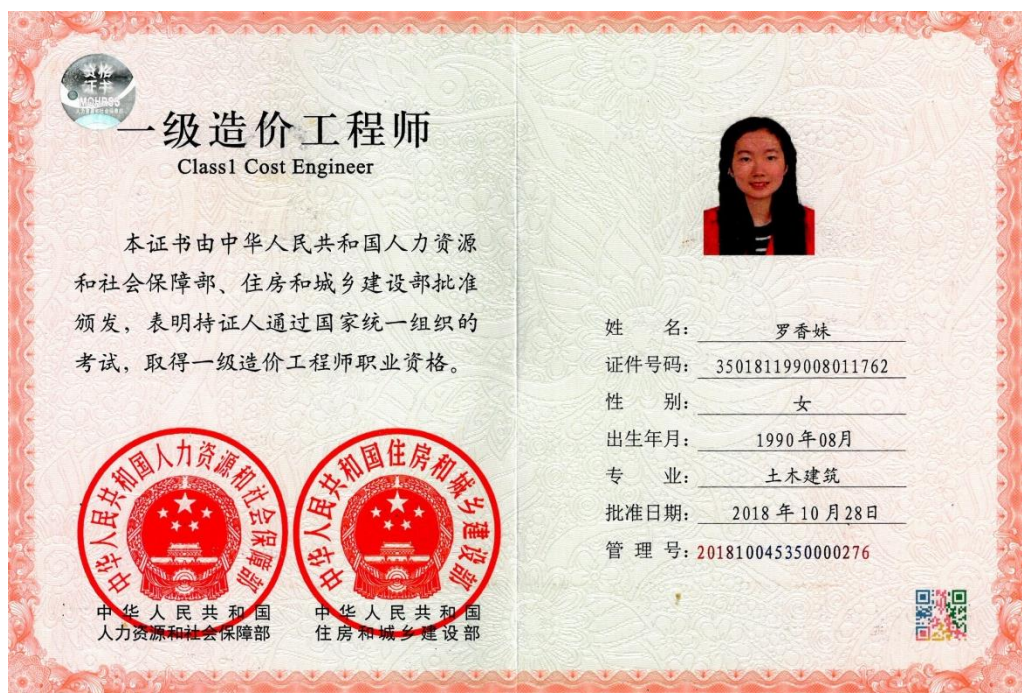 资格
证书
MOHRSS
一级造价工程师
Class1 Cost Engineer
本证书由中华人民共和国人力资源
和社会保障部、住房和城乡建设部批准
颁发，表明持证人通过国家统一组织的
考试，取得一级造价工程师职业资格。
中华人民共和国人力资源和社会保障部
中华人民共和国住房和城乡建设部
中华人民共和国
人力资源和社会保障部
中华人民共和国
住房和城乡建设部
姓 名：罗香妹
证件号码：350181199008011762
性 别：女
出生年月：1990年08月
专 业：土木建筑
批准日期：2018年10月28日
管理号：201810045350000276